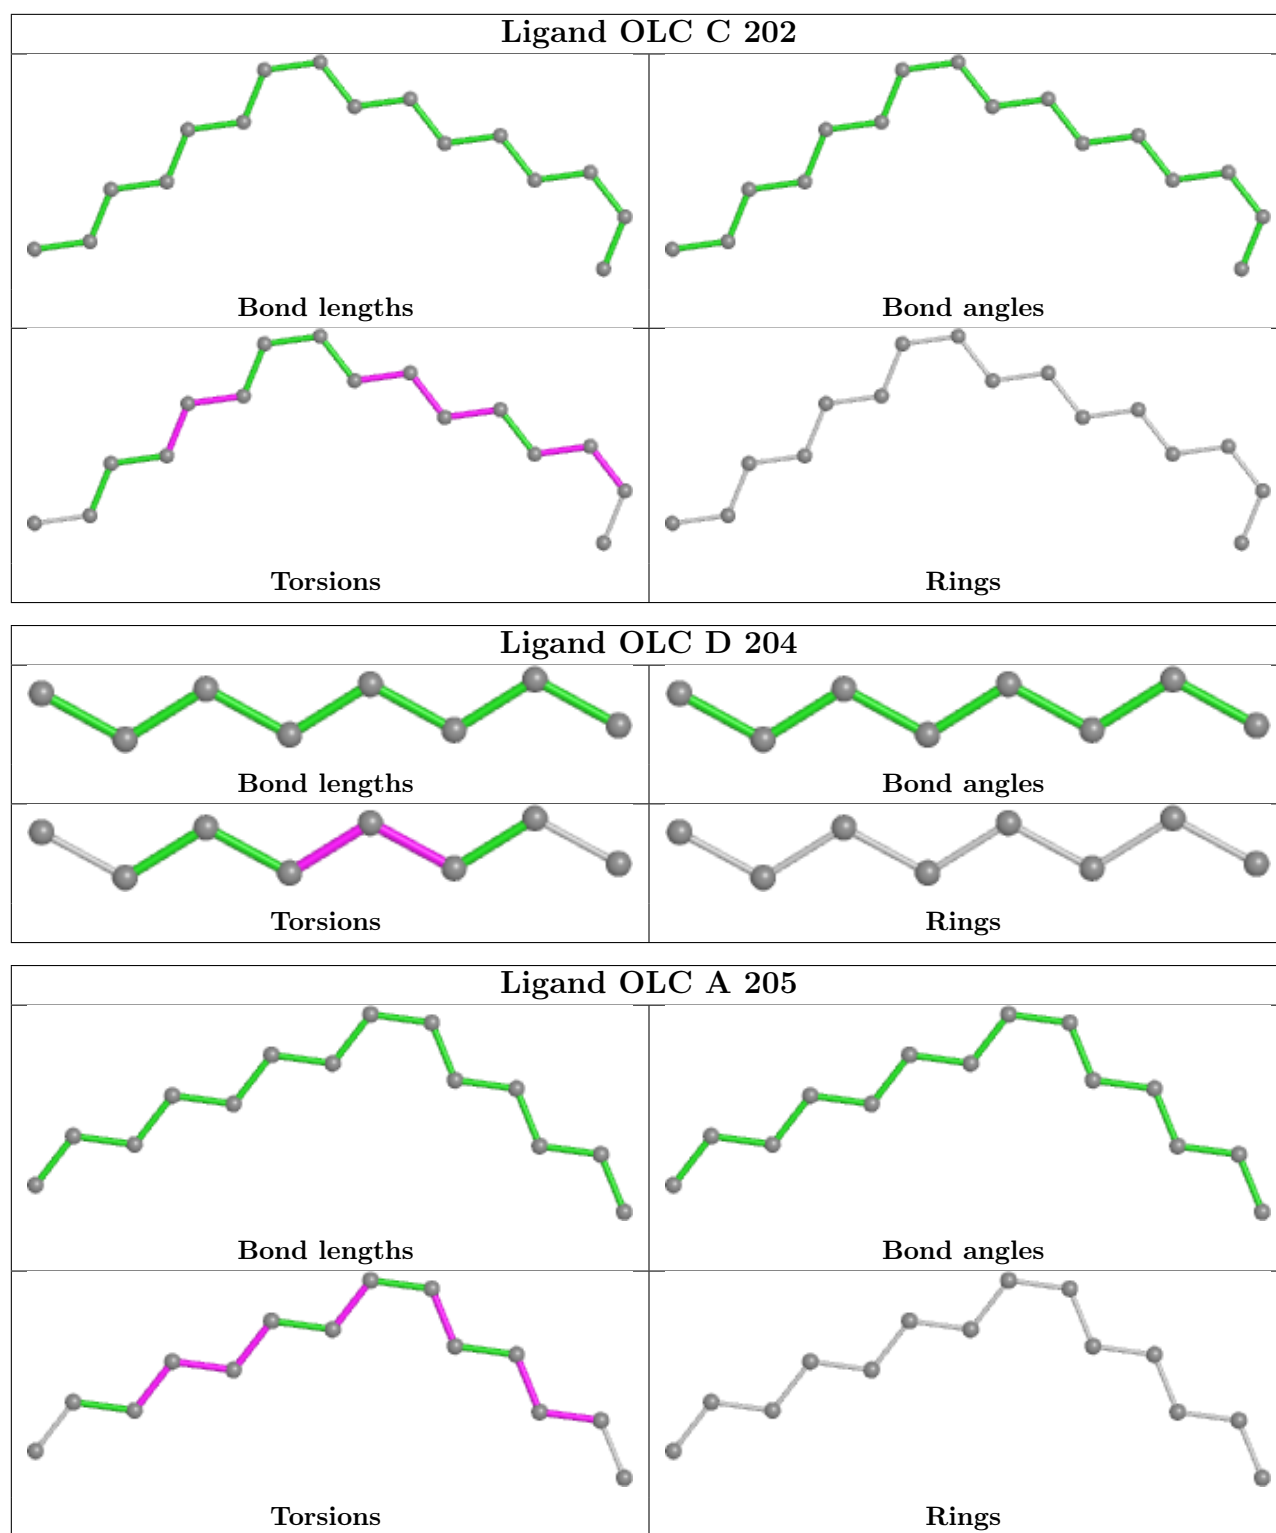 Ligand OLC C 202
Bond lengths
Bond angles
Torsions
Rings
Ligand OLC D 204
Bond lengths
Bond angles
Torsions
Rings
Ligand OLC A 205
Bond lengths
Bond angles
Torsions
Rings